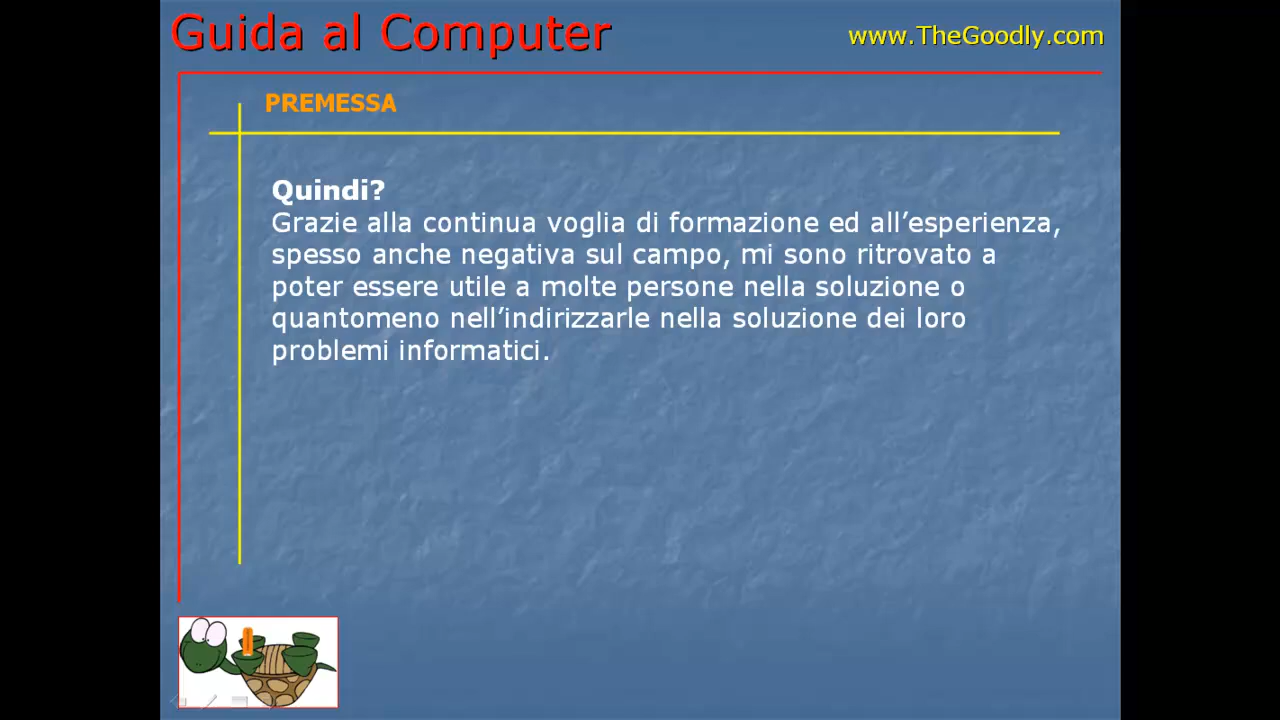 Guida al Computer
www.TheGoodly.com
PREMESSA
Quindi?
Grazie alla continua voglia di formazione ed all’esperienza,
spesso anche negativa sul campo, mi sono ritrovato a
poter essere utile a molte persone nella soluzione o
quantomeno nell’indirizzarle nella soluzione dei loro
problemi informatici.